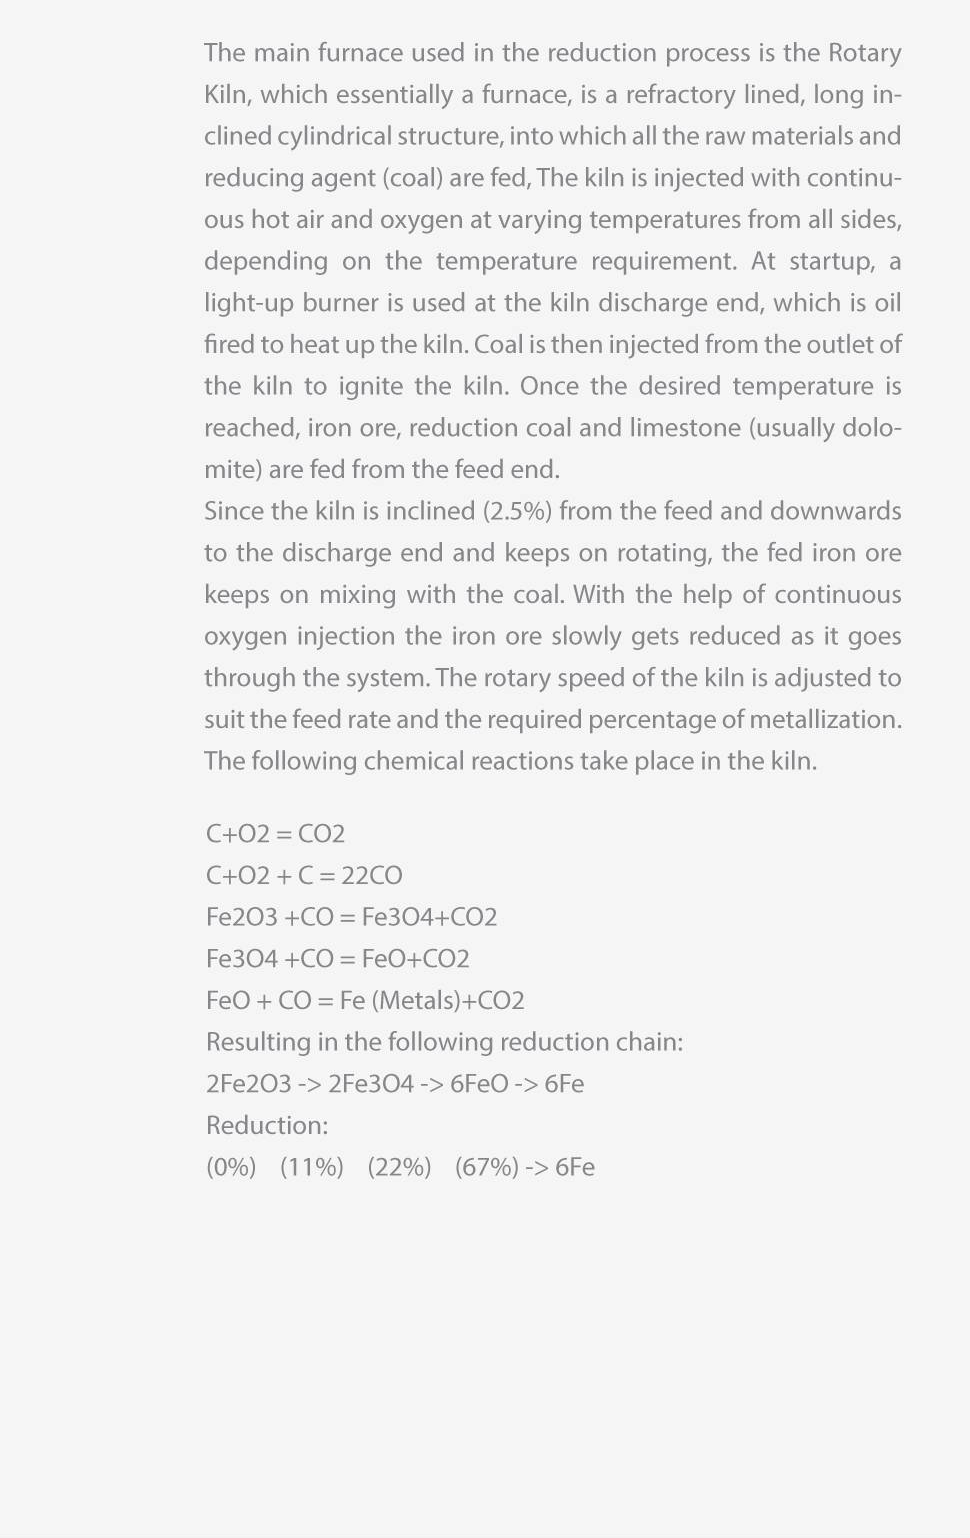 The main furnace used in the reduction process is the Rotary
Kiln, which essentially a furnace, is a refractory lined, long in-
clined cylindrical structure, into which all the raw materials and
reducing agent (coal) are fed, The kiln is injected with continu-
ous hot air and oxygen at varying temperatures from all sides,
depending on the temperature requirement. At startup, a
light-up burner is used at the kiln discharge end, which is oil
fired to heat up the kiln. Coal is then injected from the outlet of
the kiln to ignite the kiln. Once the desired temperature is
reached, iron ore, reduction coal and limestone (usually dolo-
mite) are fed from the feed end.
Since the kiln is inclined (2.5%) from the feed and downwards
to the discharge end and keeps on rotating, the fed iron ore
keeps on mixing with the coal. With the help of continuous
oxygen injection the iron ore slowly gets reduced as it goes
through the system. The rotary speed of the kiln is adjusted to
suit the feed rate and the required percentage of metallization.
The following chemical reactions take place in the kiln.
C+O2 = CO2
C+O2 + C = 22CO
Fe2O3 +CO = Fe3O4+CO2
Fe3O4 +CO = FeO+CO2
FeO + CO = Fe (Metals)+CO2
Resulting in the following reduction chain:
2Fe2O3 -> 2Fe3O4 -> 6FeO -> 6Fe
Reduction:
(0%) (11%) (22%) (67%) -> 6Fe